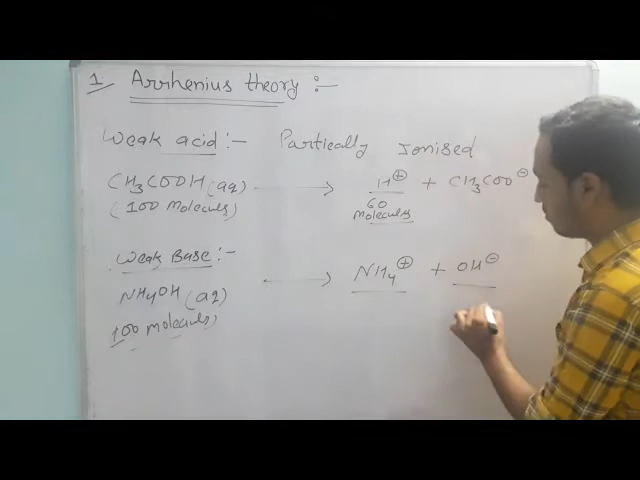 1. Arrhenius theory :-
Weak acid :- Partically Ionised
CH3COOH (aq) → H⊕ + CH3COO⊖
(100 Molecules) 60 Molecules
Weak Base :-
NH4OH (aq) ⟷ NH4⊕ + OH⊖
100 molecules